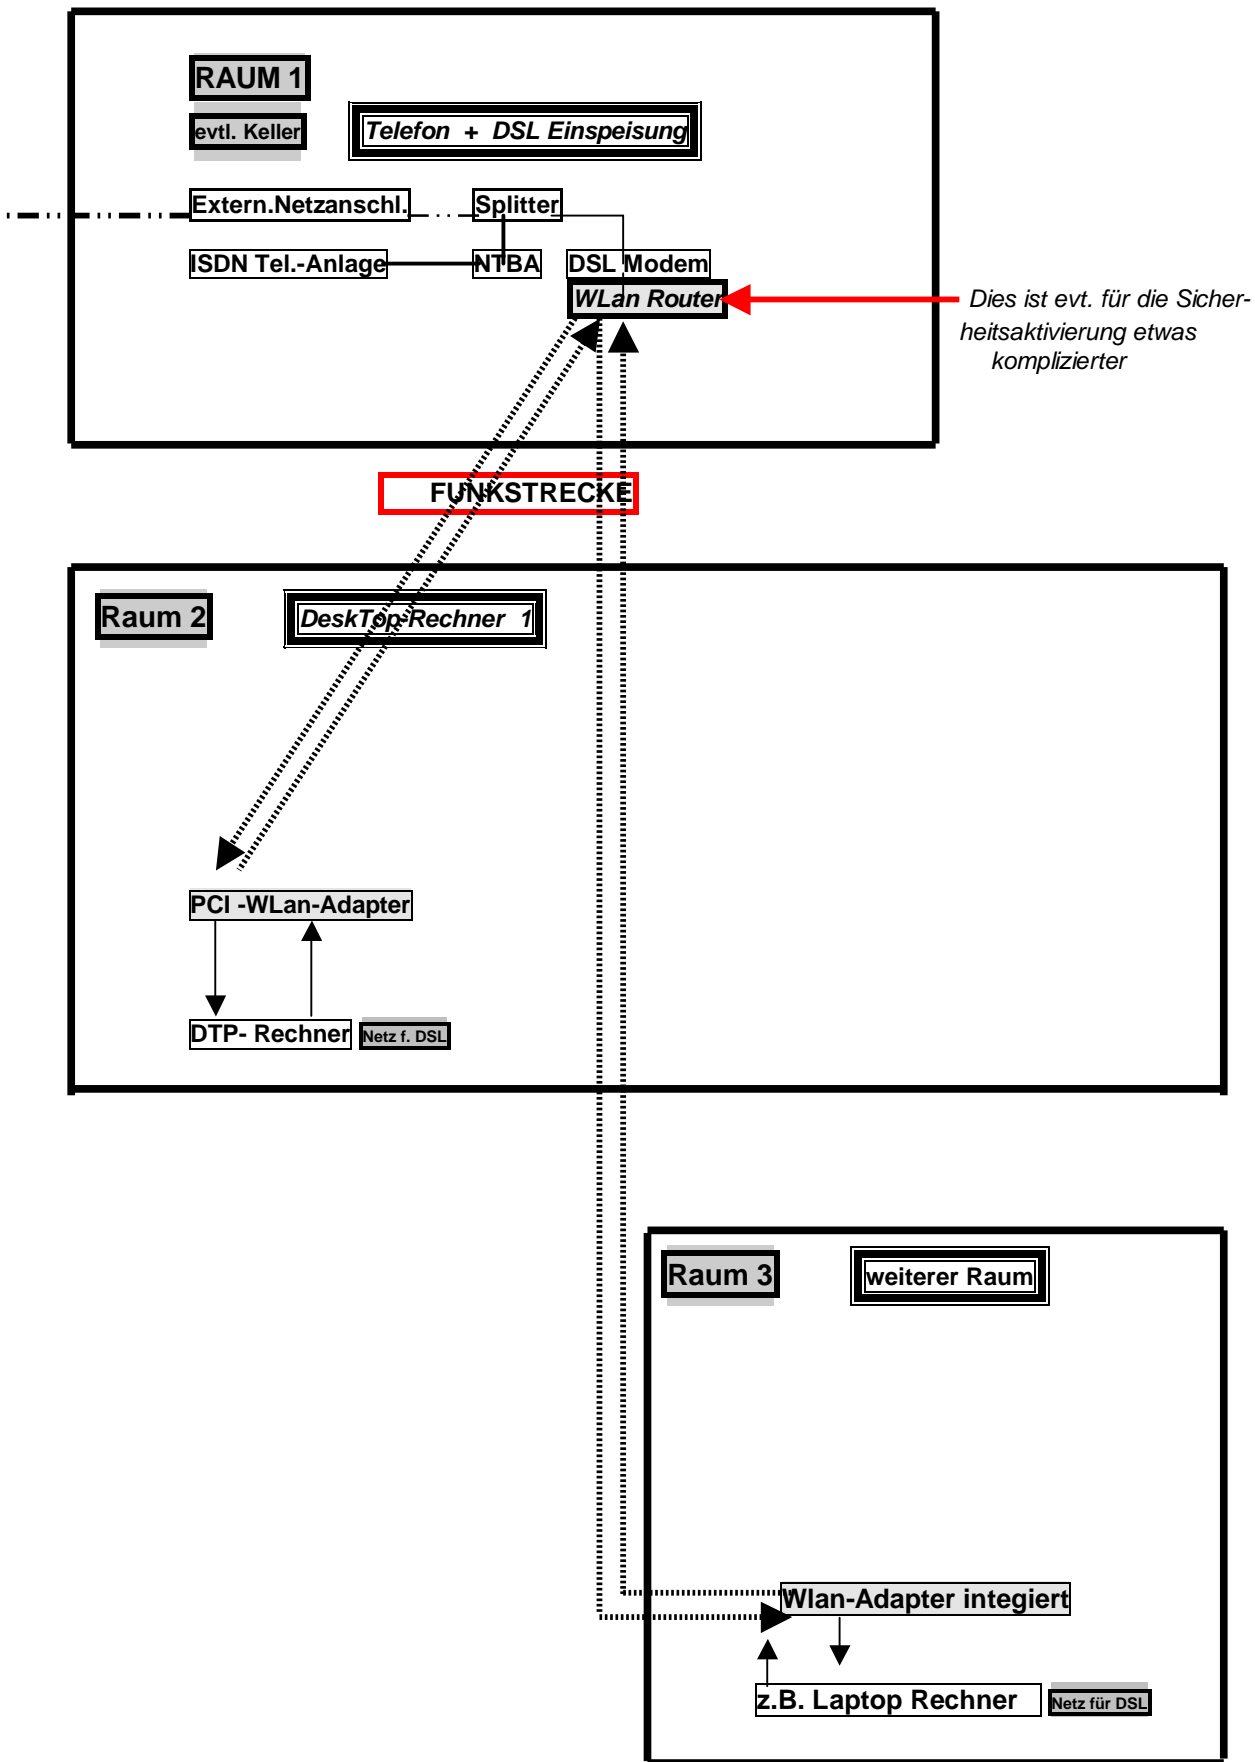 RAUM 1
evtl. Keller
Telefon + DSL Einspeisung
Extern.Netzanschl.
Splitter
ISDN Tel.-Anlage
NTBA
DSL Modem
WLan Router
Dies ist evt. für die Sicher-
heitsaktivierung etwas
komplizierter
FUNKSTRECKE
Raum 2
DeskTop-Rechner 1
PCI -WLan-Adapter
DTP- Rechner
Netz f. DSL
Raum 3
weiterer Raum
Wlan-Adapter integiert
z.B. Laptop Rechner
Netz für DSL